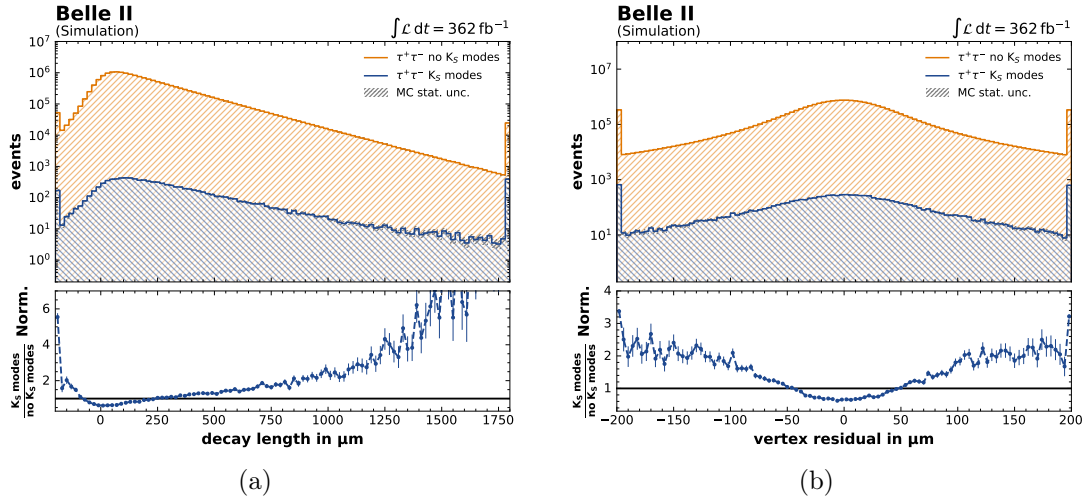 Belle II
(Simulation)
∫ℒ dt = 362 fb⁻¹
10⁷
10⁶
10⁵
10⁴
10³
10²
10¹
10⁰
events
τ⁺τ⁻ no K_S modes
τ⁺τ⁻ K_S modes
MC stat. unc.
6
4
2
K_S modes
no K_S modes
Norm.
0 250 500 750 1000 1250 1500 1750
decay length in µm
(a)
Belle II
(Simulation)
∫ℒ dt = 362 fb⁻¹
10⁷
10⁵
10³
10¹
events
τ⁺τ⁻ no K_S modes
τ⁺τ⁻ K_S modes
MC stat. unc.
4
3
2
1
K_S modes
no K_S modes
Norm.
−200 −150 −100 −50 0 50 100 150 200
vertex residual in µm
(b)